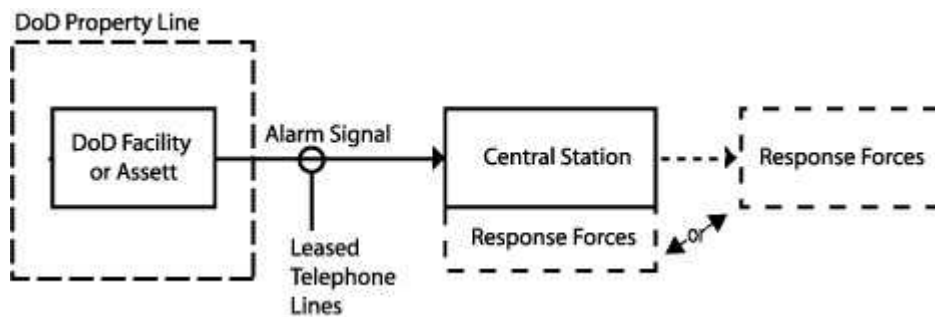 DoD Property Line
DoD Facility
or Assett
Alarm Signal
Leased
Telephone
Lines
Central Station
Response Forces
or
Response Forces